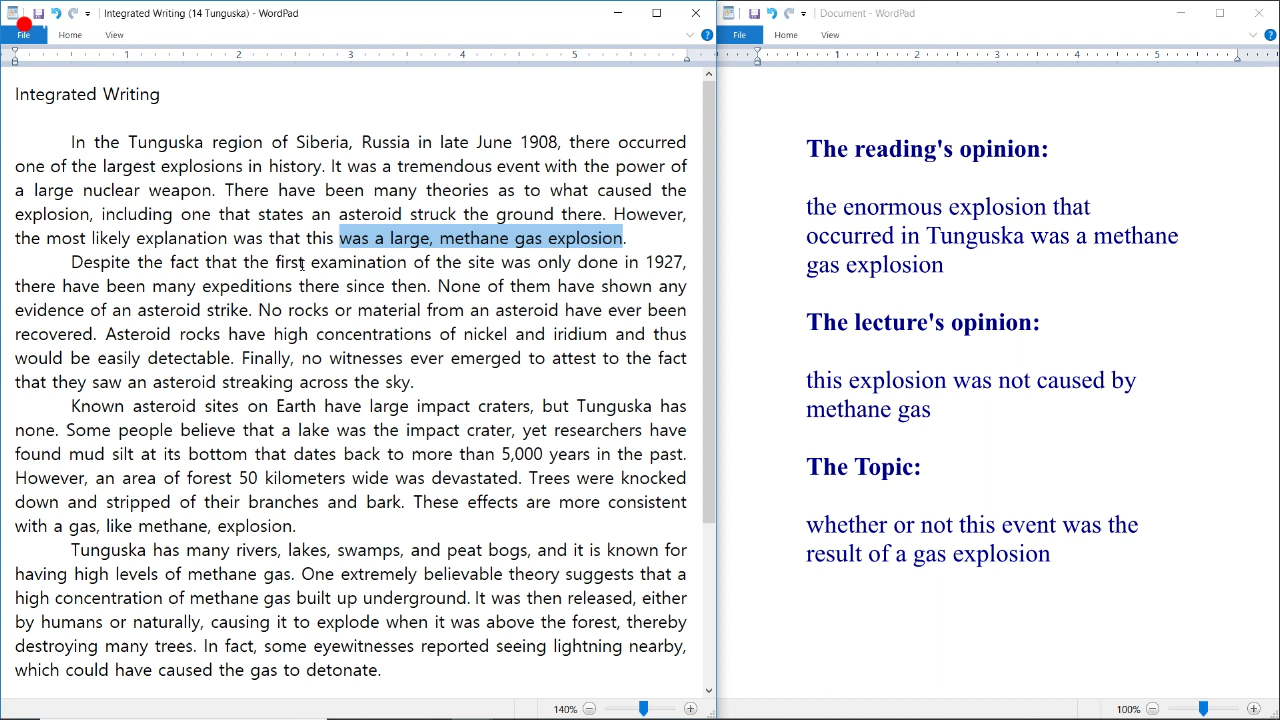 Integrated Writing (14 Tunguska) - WordPad
File Home View
1 2 3 4 5
Integrated Writing
In the Tunguska region of Siberia, Russia in late June 1908, there occurred
one of the largest explosions in history. It was a tremendous event with the power of
a large nuclear weapon. There have been many theories as to what caused the
explosion, including one that states an asteroid struck the ground there. However,
the most likely explanation was that this was a large, methane gas explosion.
Despite the fact that the first examination of the site was only done in 1927,
there have been many expeditions there since then. None of them have shown any
evidence of an asteroid strike. No rocks or material from an asteroid have ever been
recovered. Asteroid rocks have high concentrations of nickel and iridium and thus
would be easily detectable. Finally, no witnesses ever emerged to attest to the fact
that they saw an asteroid streaking across the sky.
Known asteroid sites on Earth have large impact craters, but Tunguska has
none. Some people believe that a lake was the impact crater, yet researchers have
found mud silt at its bottom that dates back to more than 5,000 years in the past.
However, an area of forest 50 kilometers wide was devastated. Trees were knocked
down and stripped of their branches and bark. These effects are more consistent
with a gas, like methane, explosion.
Tunguska has many rivers, lakes, swamps, and peat bogs, and it is known for
having high levels of methane gas. One extremely believable theory suggests that a
high concentration of methane gas built up underground. It was then released, either
by humans or naturally, causing it to explode when it was above the forest, thereby
destroying many trees. In fact, some eyewitnesses reported seeing lightning nearby,
which could have caused the gas to detonate.
140%
Document - WordPad
File Home View
1 2 3 4 5
The reading's opinion:
the enormous explosion that
occurred in Tunguska was a methane
gas explosion
The lecture's opinion:
this explosion was not caused by
methane gas
The Topic:
whether or not this event was the
result of a gas explosion
100%